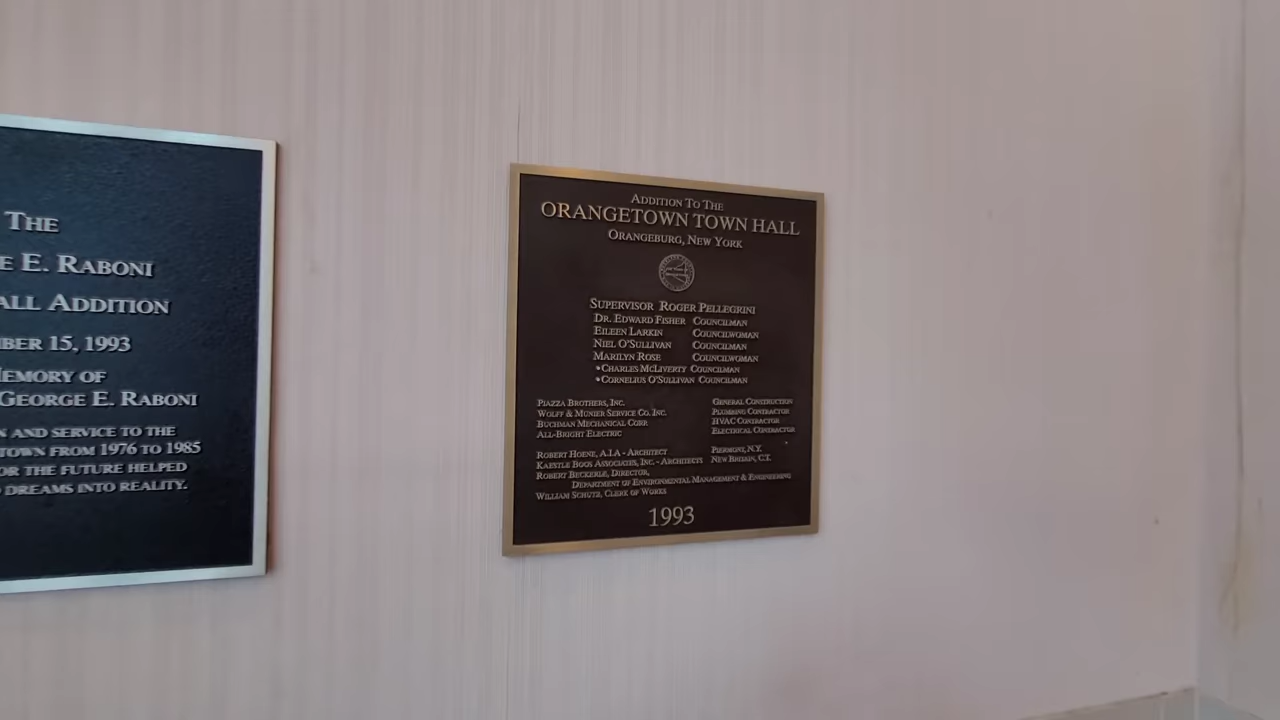 THE
E E. RABONI
ALL ADDITION
BER 15, 1993
EMORY OF
GEORGE E. RABONI
N AND SERVICE TO THE
TOWN FROM 1976 TO 1985
OR THE FUTURE HELPED
DREAMS INTO REALITY.
ADDITION TO THE
ORANGETOWN TOWN HALL
ORANGEBURG, NEW YORK
SUPERVISOR ROGER PELLEGRINI
DR. EDWARD FISHER COUNCILMAN
EILEEN LARKIN COUNCILWOMAN
NIEL O'SULLIVAN COUNCILMAN
MARILYN ROSE COUNCILWOMAN
•CHARLES MCLIVERTY COUNCILMAN
•CORNELIUS O'SULLIVAN COUNCILMAN
PIAZZA BROTHERS, INC. GENERAL CONSTRUCTION
WOLFF & MUNIER SERVICE CO. INC. PLUMBING CONTRACTOR
BUCHMAN MECHANICAL CORP. HVAC CONTRACTOR
ALL-BRIGHT ELECTRIC ELECTRICAL CONTRACTOR
ROBERT HOENE, A.I.A - ARCHITECT PIERMONT, N.Y.
KAESTLE BOOS ASSOCIATES, INC. - ARCHITECTS NEW BRITAIN, C.T.
ROBERT BECKERLE, DIRECTOR,
DEPARTMENT OF ENVIRONMENTAL MANAGEMENT & ENGINEERING
WILLIAM SCHUTZ, CLERK OF WORKS
1993